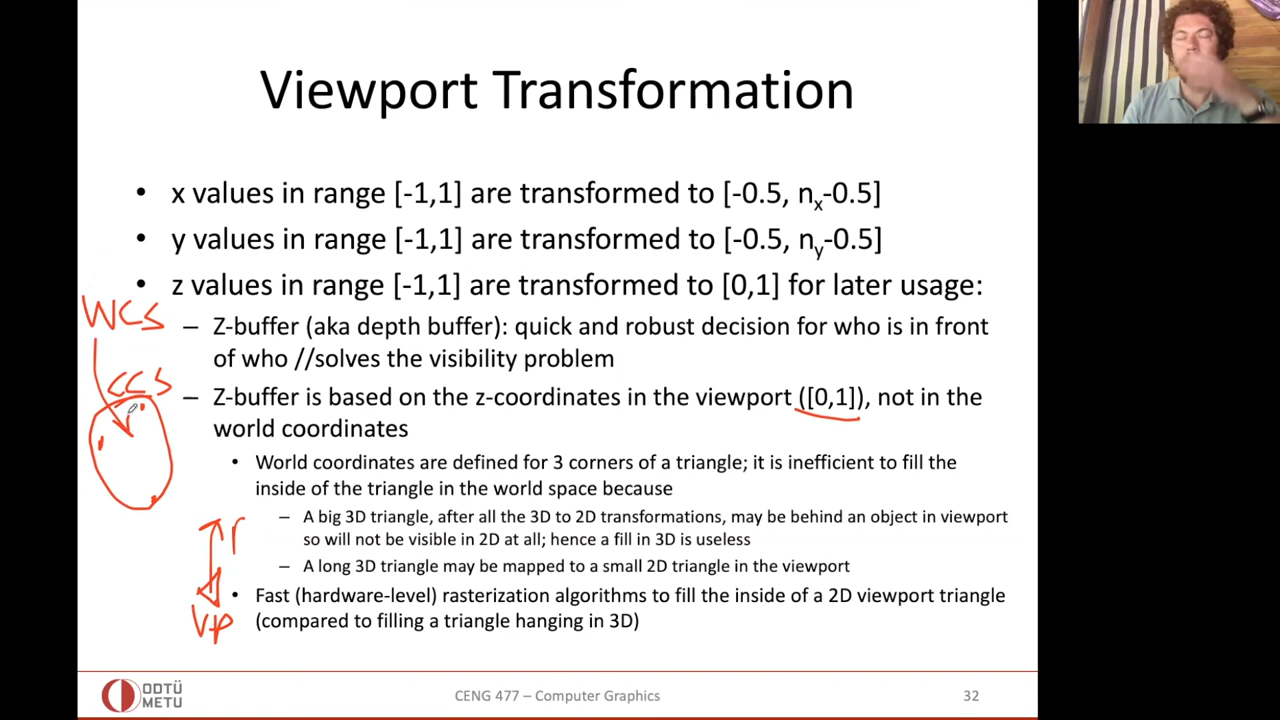 Viewport Transformation
• x values in range [-1,1] are transformed to [-0.5, nx-0.5]
• y values in range [-1,1] are transformed to [-0.5, ny-0.5]
• z values in range [-1,1] are transformed to [0,1] for later usage:
WCS
– Z-buffer (aka depth buffer): quick and robust decision for who is in front
of who //solves the visibility problem
CCS
– Z-buffer is based on the z-coordinates in the viewport ([0,1]), not in the
world coordinates
• World coordinates are defined for 3 corners of a triangle; it is inefficient to fill the
inside of the triangle in the world space because
– A big 3D triangle, after all the 3D to 2D transformations, may be behind an object in viewport
so will not be visible in 2D at all; hence a fill in 3D is useless
r
– A long 3D triangle may be mapped to a small 2D triangle in the viewport
• Fast (hardware-level) rasterization algorithms to fill the inside of a 2D viewport triangle
(compared to filling a triangle hanging in 3D)
Vp
ODTÜ
METU
CENG 477 – Computer Graphics
32